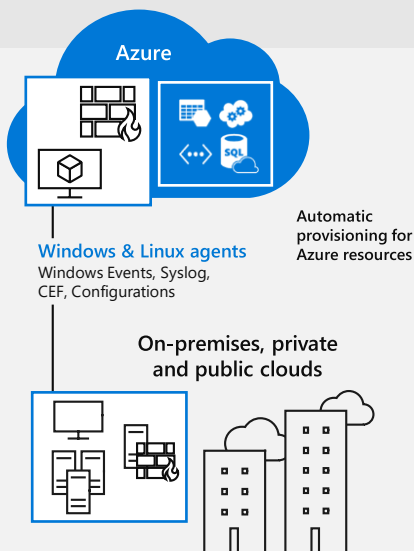 Azure
SQL
Automatic
provisioning for
Azure resources
Windows & Linux agents
Windows Events, Syslog,
CEF, Configurations
On-premises, private
and public clouds